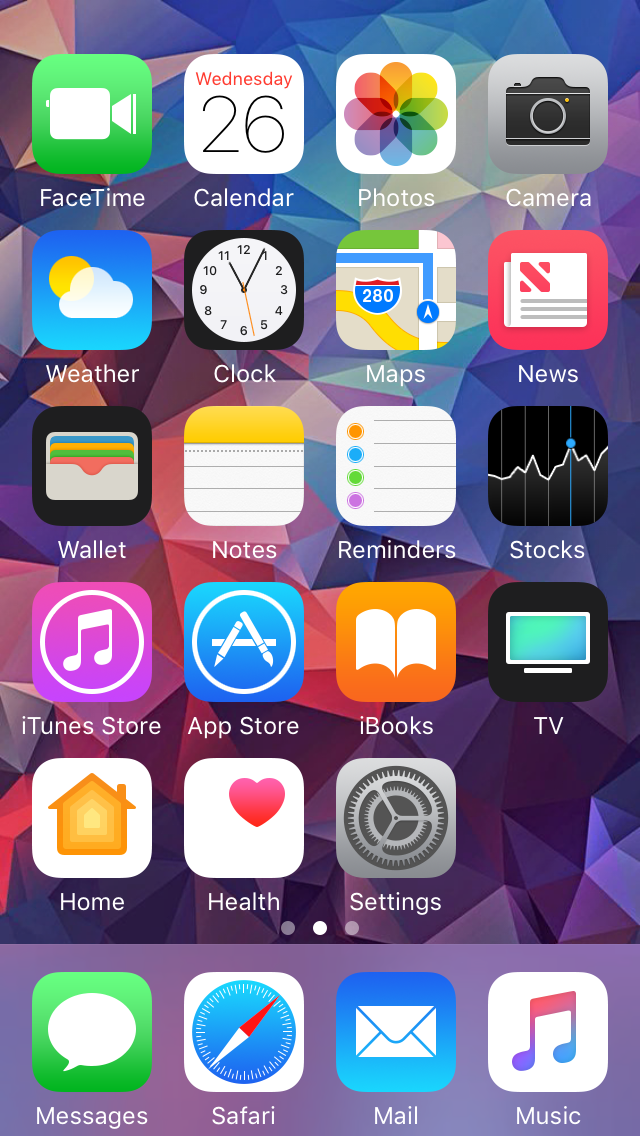 Wednesday
26
FaceTime
Calendar
Photos
Camera
12
1
2
3
4
5
6
7
8
9
10
11
280
Weather
Clock
Maps
News
Wallet
Notes
Reminders
Stocks
iTunes Store
App Store
iBooks
TV
Home
Health
Settings
Messages
Safari
Mail
Music